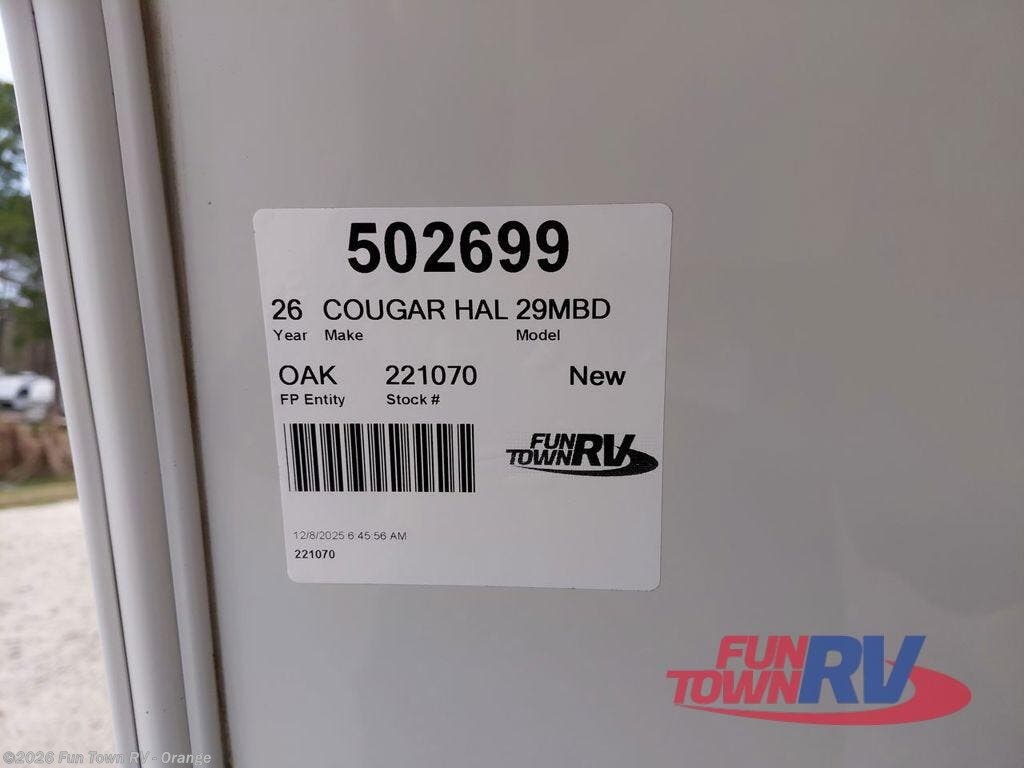 502699
26 COUGAR HAL 29MBD
Year Make Model
OAK 221070 New
FP Entity Stock #
FUN TOWN RV
12/8/2025 6 45 56 AM
221070
FUN TOWN RV
©2026 Fun Town RV - Orange